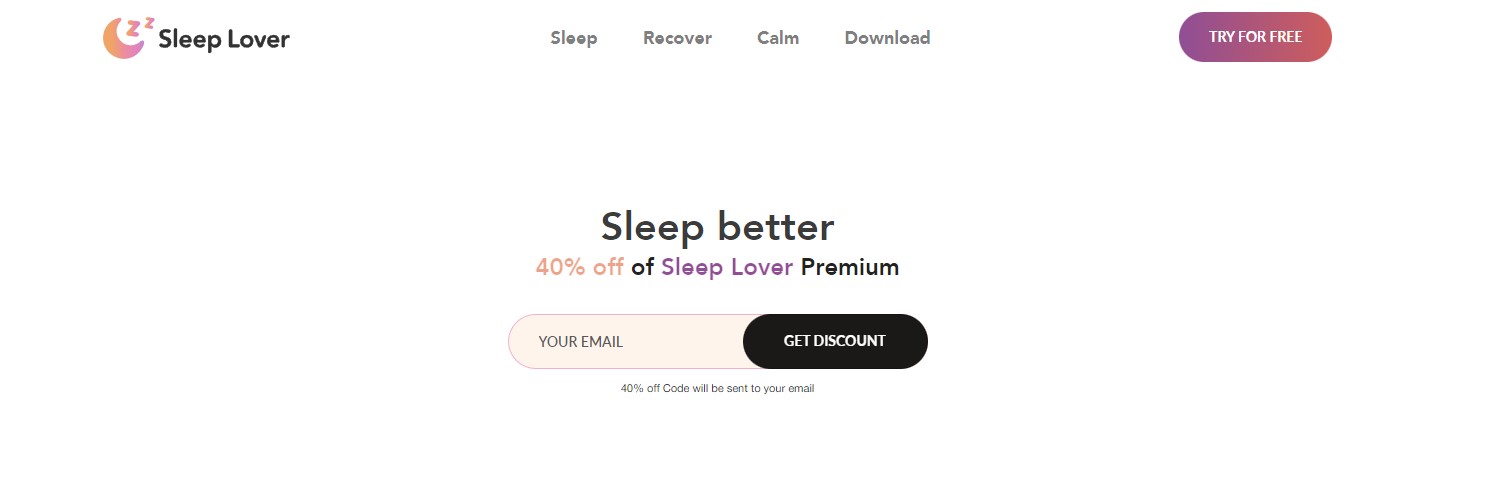 z z
Sleep Lover
Sleep Recover Calm Download
TRY FOR FREE
Sleep better
40% off of Sleep Lover Premium
YOUR EMAIL GET DISCOUNT
40% off Code will be sent to your email